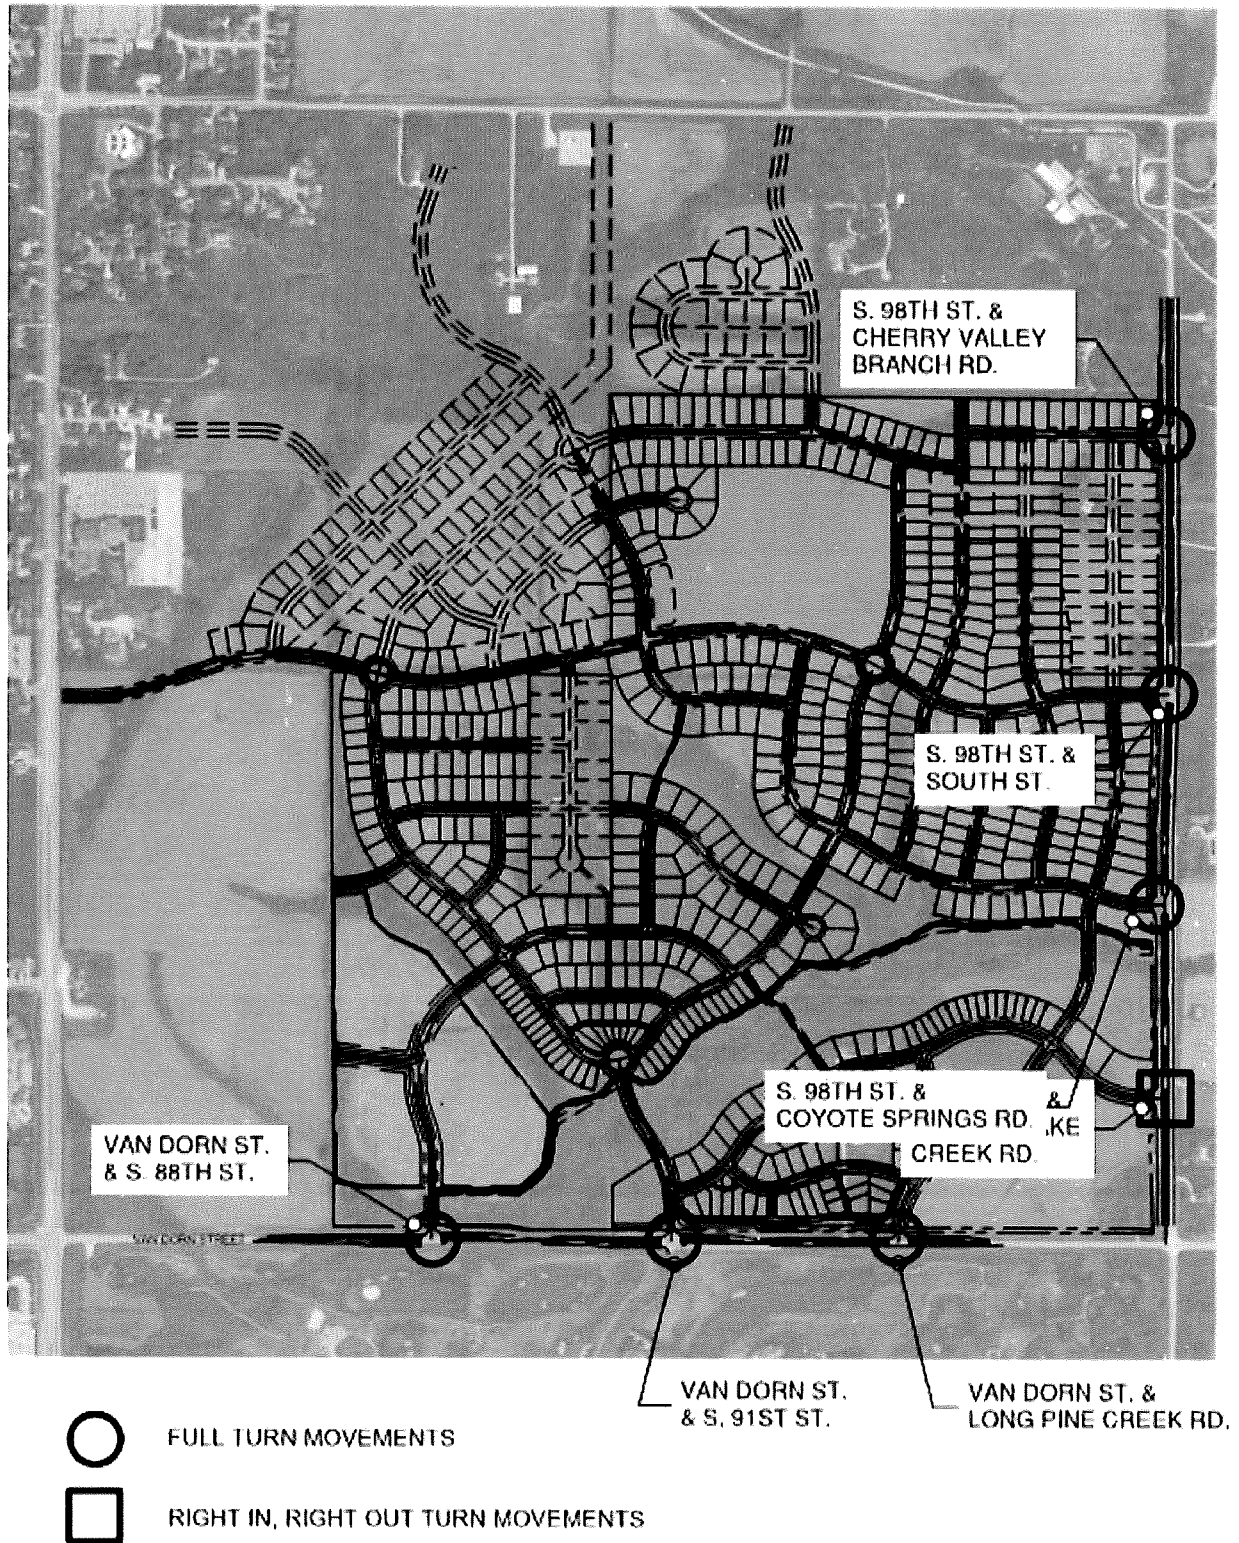 S. 98TH ST. &
CHERRY VALLEY
BRANCH RD.
S. 98TH ST. &
SOUTH ST.
S. 98TH ST. &
COYOTE SPRINGS RD.
&
KE
CREEK RD.
VAN DORN ST.
& S. 88TH ST.
VAN DORN STREET
VAN DORN ST.
& S. 91ST ST.
VAN DORN ST. &
LONG PINE CREEK RD.
FULL TURN MOVEMENTS
RIGHT IN, RIGHT OUT TURN MOVEMENTS